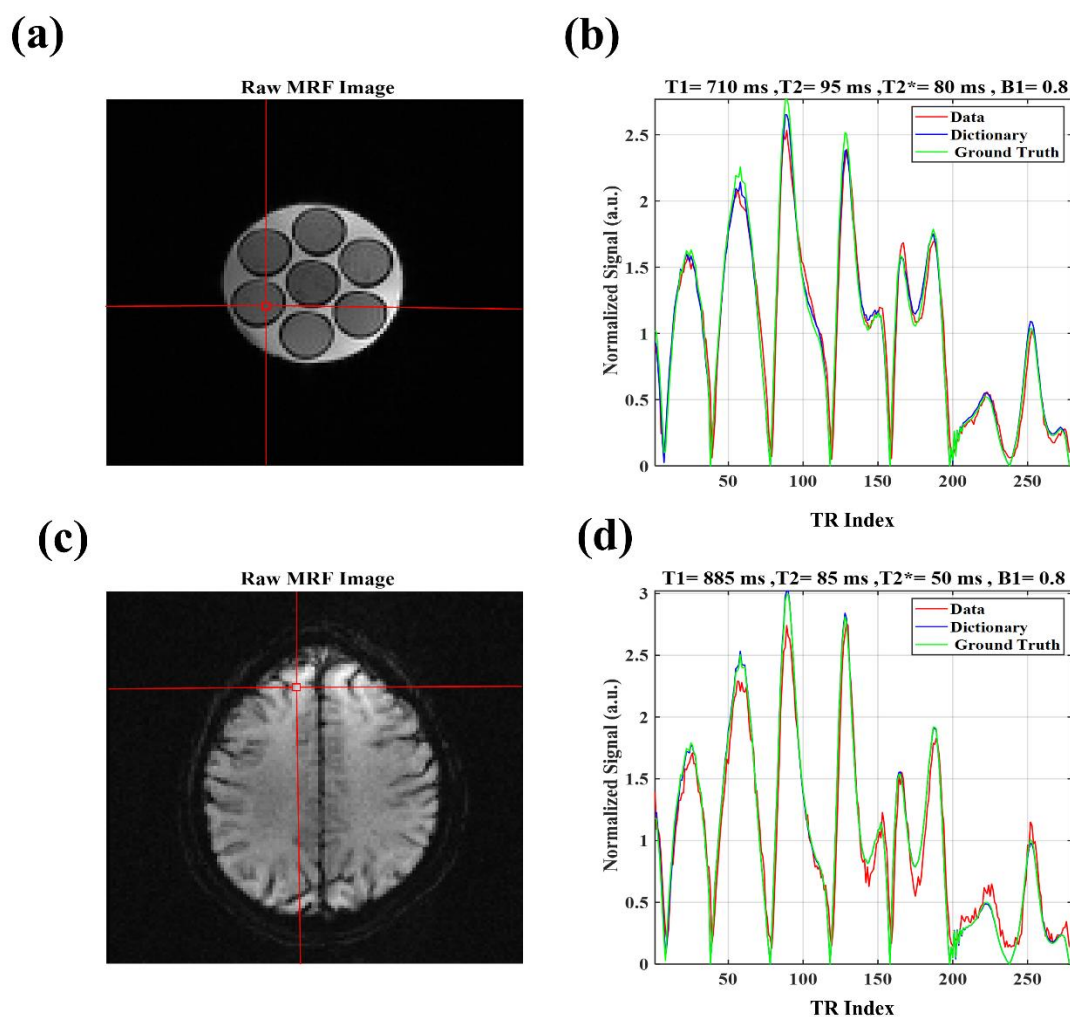 (a)
Raw MRF Image
(b)
T1= 710 ms ,T2= 95 ms ,T2*= 80 ms , B1= 0.8
Data
Dictionary
Ground Truth
Normalized Signal (a.u.)
2.5
2
1.5
1
0.5
0
50 100 150 200 250
TR Index
(c)
Raw MRF Image
(d)
T1= 885 ms ,T2= 85 ms ,T2*= 50 ms , B1= 0.8
Data
Dictionary
Ground Truth
Normalized Signal (a.u.)
3
2.5
2
1.5
1
0.5
0
50 100 150 200 250
TR Index